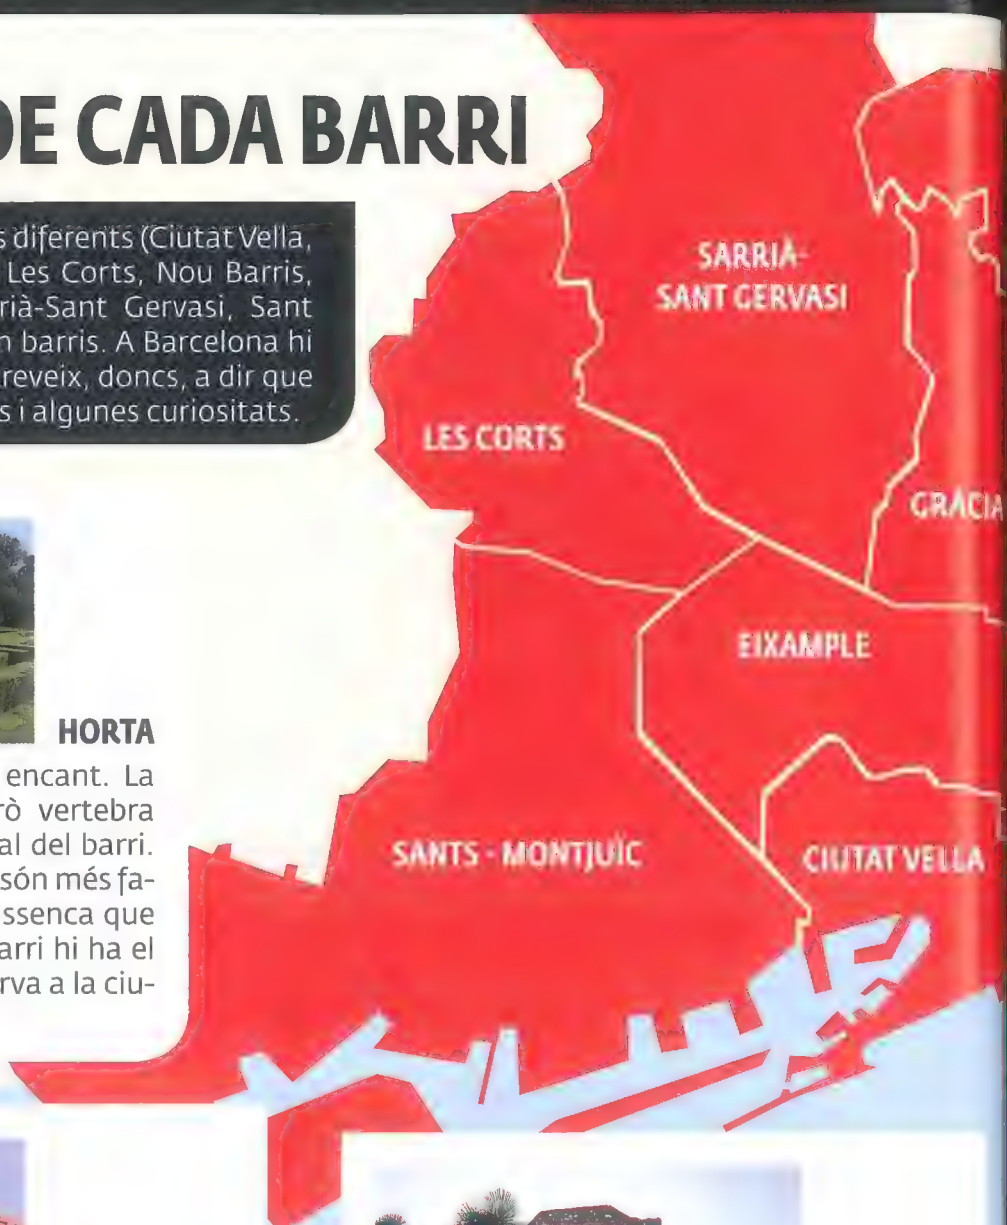 DE CADA BARRI
s diferents (Ciutat Vella,
Les Corts, Nou Barris,
rià-Sant Gervasi, Sant
n barris. A Barcelona hi
reveix, doncs, a dir que
s i algunes curiositats.
SARRIÀ-
SANT GERVASI
LES CORTS
GRÀCIA
EIXAMPLE
SANTS - MONTJUÏC
CIUTAT VELLA
HORTA
encant. La
rò vertebra
al del barri.
són més fa-
ssenca que
arri hi ha el
rva a la ciu-